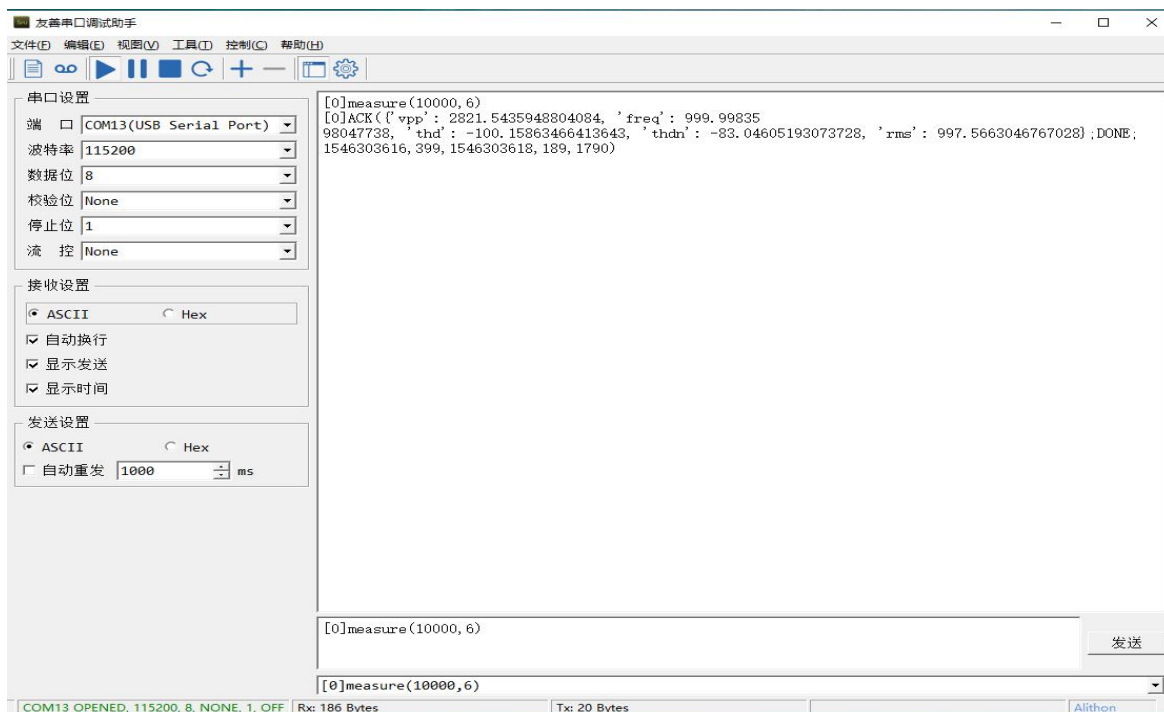 友善串口调试助手
文件(F) 编辑(E) 视图(V) 工具(T) 控制(C) 帮助(H)
串口设置
端 口 COM13(USB Serial Port)
波特率 115200
数据位 8
校验位 None
停止位 1
流 控 None
接收设置
ASCII Hex
自动换行
显示发送
显示时间
发送设置
ASCII Hex
自动重发 1000 ms
[0]measure(10000,6)
[0]ACK({'vpp': 2821.5435948804084, 'freq': 999.99835
98047738, 'thd': -100.15863466413643, 'thdn': -83.04605193073728, 'rms': 997.5663046767028};DONE;
1546303616,399,1546303618,189,1790)
[0]measure(10000,6)
发送
[0]measure(10000,6)
COM13 OPENED, 115200, 8, NONE, 1, OFF Rx: 186 Bytes Tx: 20 Bytes Alithon